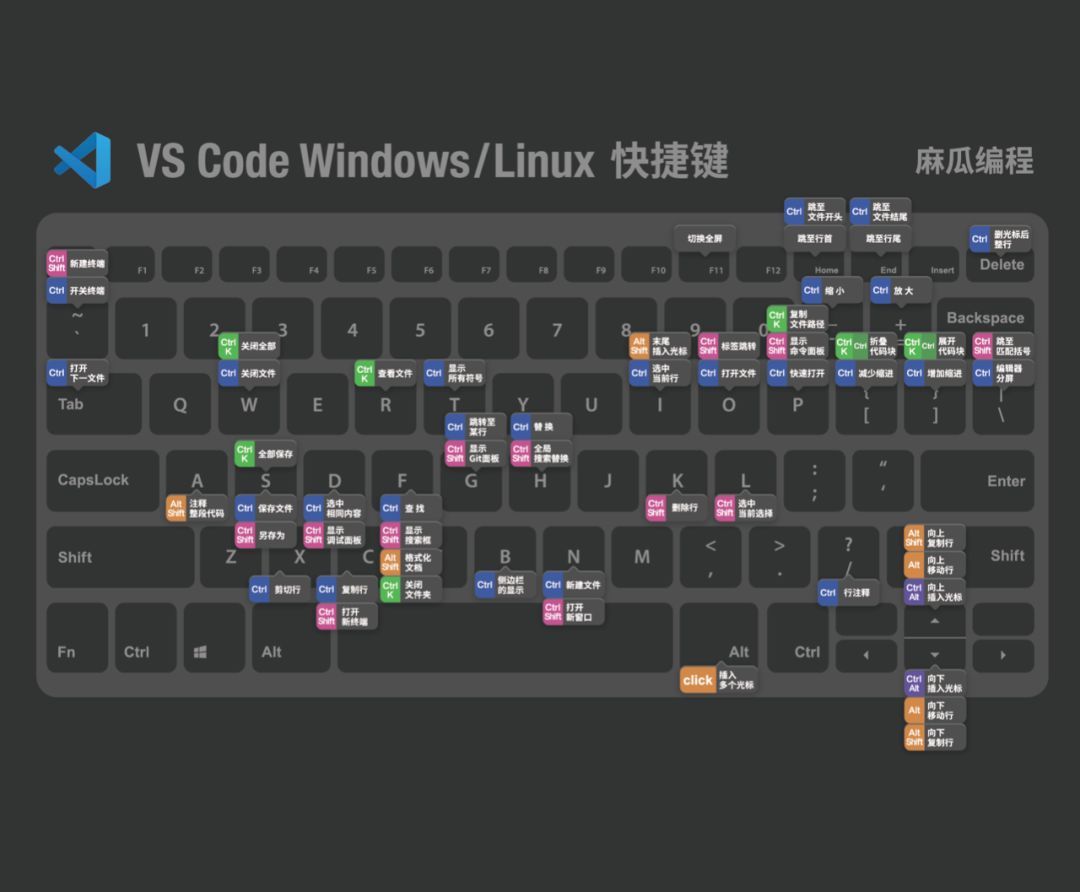 VS Code Windows/Linux 快捷键
麻瓜编程
Ctrl 跳至
文件开头
Ctrl 跳至
文件结尾
切换全屏
跳至行首
跳至行尾
Ctrl 删光标后
整行
Ctrl
Shift
新建终端
F1 F2 F3 F4 F5 F6 F7 F8 F9 F10 F11 F12 Home End Insert Delete
Ctrl 开关终端
Ctrl 缩小
Ctrl 放大
~
`
1 2 3 4 5 6 7 8 9 0 - + Backspace
Ctrl
K
关闭全部
Alt
Shift
末尾
插入光标
Ctrl
Shift
标签跳转
Ctrl
K
复制
文件路径
Ctrl
Shift
显示
命令面板
Ctrl
K
Ctrl
折叠
代码块
Ctrl
K
Ctrl
展开
代码块
Ctrl
Shift
跳至
匹配括号
Ctrl 打开
下一文件
Ctrl 关闭文件
Ctrl
K
查看文件
Ctrl 显示
所有符号
Ctrl 选中
当前行
Ctrl 打开文件
Ctrl 快速打开
Ctrl 减少缩进
Ctrl 增加缩进
Ctrl 编辑器
分屏
Tab Q W E R T Y U I O P
{
[
}
]
|
\
Ctrl 跳转至
某行
Ctrl 替换
Ctrl
K
全部保存
Ctrl
Shift
显示
Git面板
Ctrl
Shift
全局
搜索替换
CapsLock A S D F G H J K L
:
;
“
‘
Enter
Alt
Shift
注释
整段代码
Ctrl 保存文件
Ctrl 选中
相同内容
Ctrl 查找
Ctrl
Shift
删除行
Ctrl
Shift
选中
当前选择
Ctrl
Shift
另存为
Ctrl
Shift
显示
调试面板
Ctrl
Shift
显示
搜索框
Alt
Shift
格式化
文档
Alt
Shift
向上
复制行
Shift Z X C B N M
<
,
>
.
?
/
Shift
Alt 向上
移动行
Ctrl 剪切行
Ctrl 复制行
Ctrl
K
关闭
文件夹
Ctrl 侧边栏
的显示
Ctrl 新建文件
Ctrl 行注释
Ctrl
Alt
向上
插入光标
Ctrl
Shift
打开
新终端
Ctrl
Shift
打开
新窗口
Fn Ctrl Alt Alt Ctrl
click 插入
多个光标
Ctrl
Alt
向下
插入光标
Alt 向下
移动行
Alt
Shift
向下
复制行